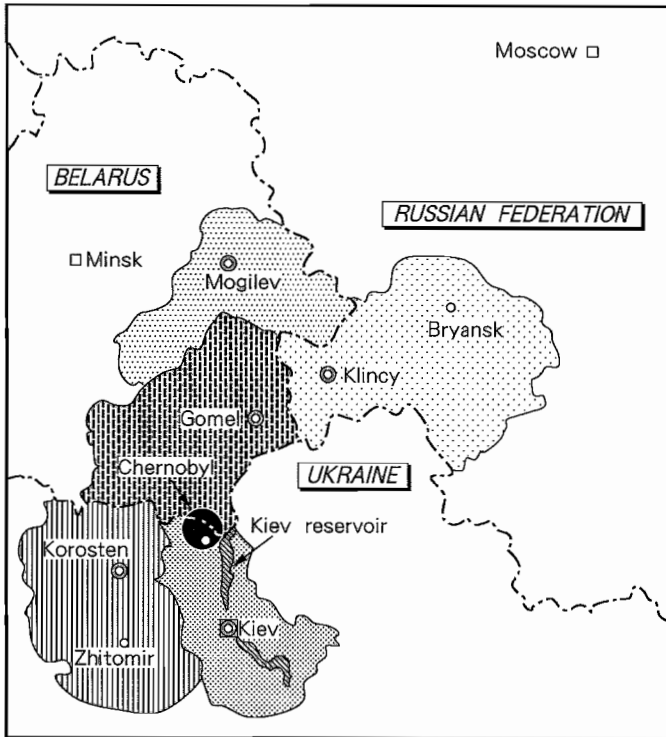 Moscow
BELARUS
RUSSIAN FEDERATION
Minsk
Mogilev
Bryansk
Klincy
Gomel
Chernobyl
UKRAINE
Kiev reservoir
Korosten
Kiev
Zhitomir